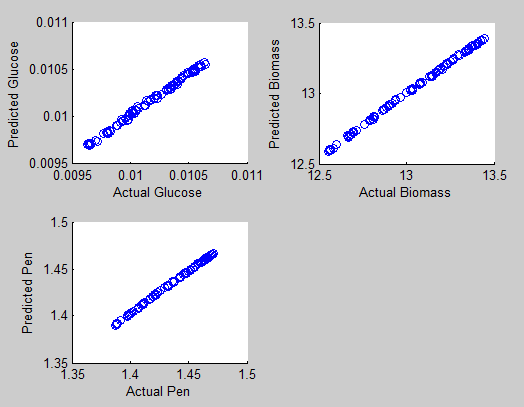 0.011
0.0105
0.01
0.0095
0.0095 0.01 0.0105 0.011
Predicted Glucose
Actual Glucose
13.5
13
12.5
12.5 13 13.5
Predicted Biomass
Actual Biomass
1.5
1.45
1.4
1.35
1.35 1.4 1.45 1.5
Predicted Pen
Actual Pen